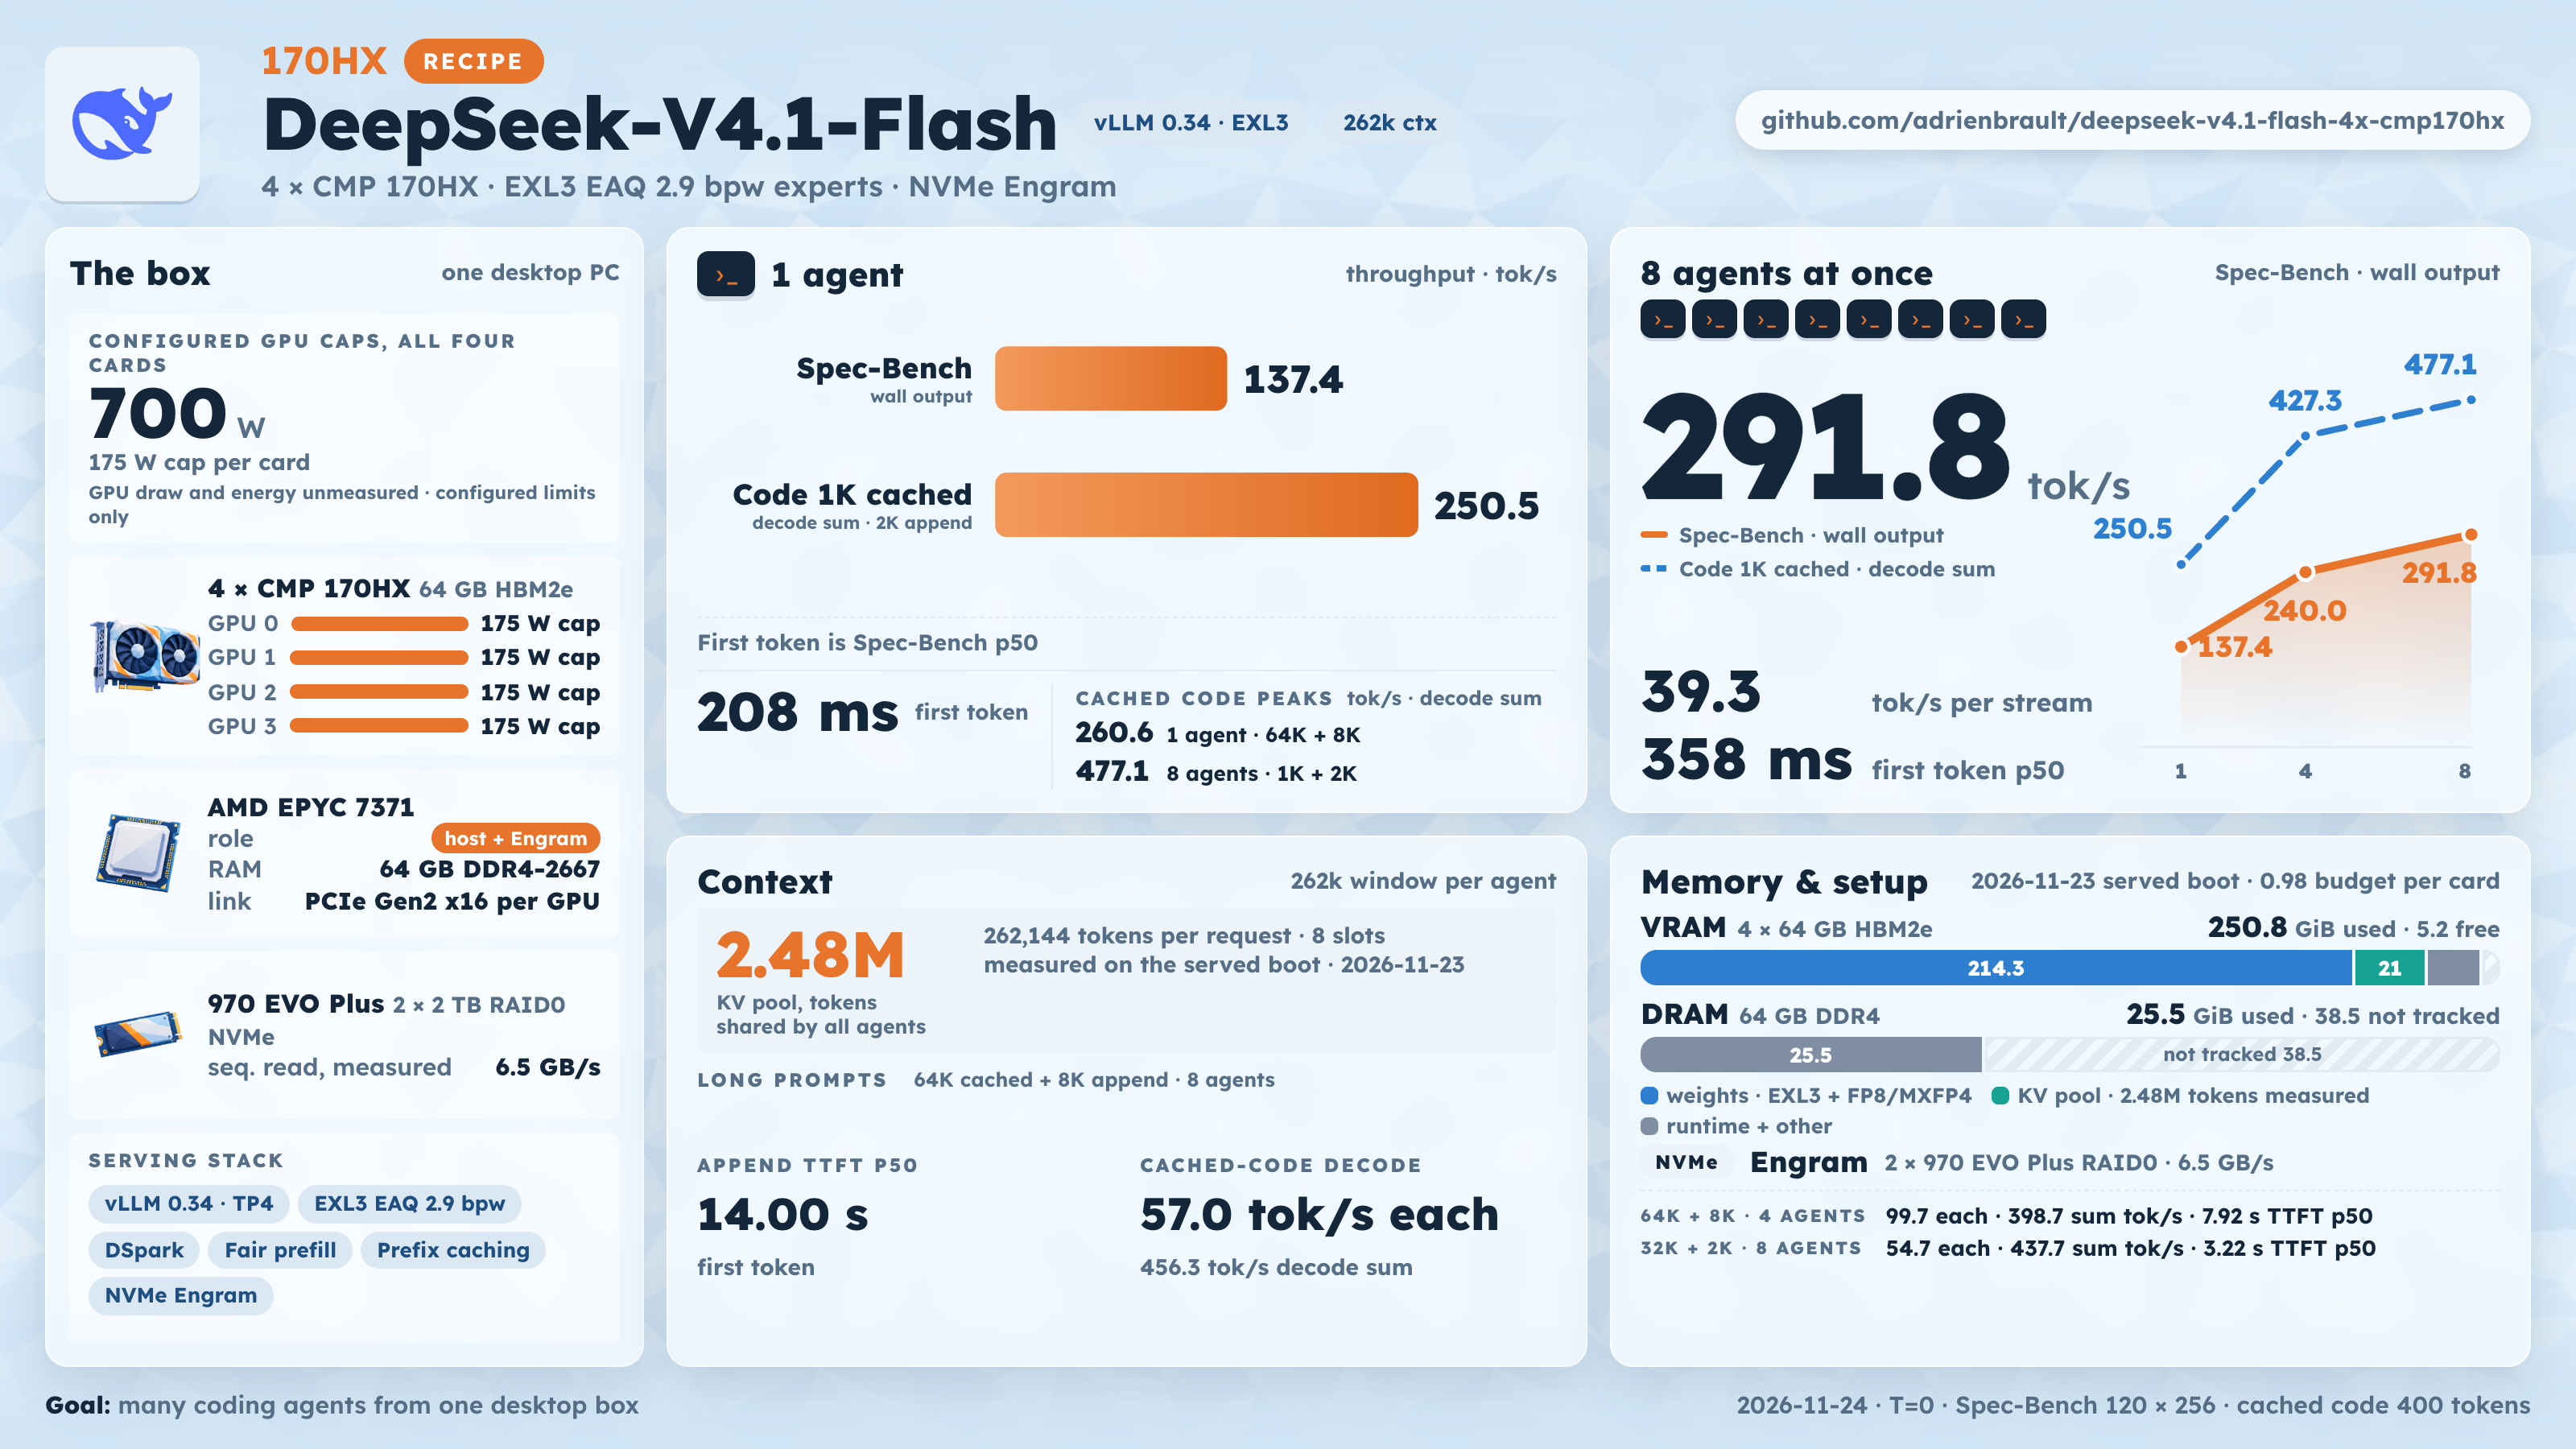 170HX RECIPE
DeepSeek-V4.1-Flash vLLM 0.34 · EXL3 262k ctx
4 × CMP 170HX · EXL3 EAQ 2.9 bpw experts · NVMe Engram
github.com/adrienbrault/deepseek-v4.1-flash-4x-cmp170hx
The box one desktop PC
CONFIGURED GPU CAPS, ALL FOUR
CARDS
700 W
175 W cap per card
GPU draw and energy unmeasured · configured limits
only
4 × CMP 170HX 64 GB HBM2e
GPU 0 175 W cap
GPU 1 175 W cap
GPU 2 175 W cap
GPU 3 175 W cap
AMD EPYC 7371
role host + Engram
RAM 64 GB DDR4-2667
link PCIe Gen2 x16 per GPU
970 EVO Plus 2 × 2 TB RAID0
NVMe
seq. read, measured 6.5 GB/s
SERVING STACK
vLLM 0.34 · TP4 EXL3 EAQ 2.9 bpw
DSpark Fair prefill Prefix caching
NVMe Engram
›_ 1 agent throughput · tok/s
Spec-Bench 137.4
wall output
Code 1K cached 250.5
decode sum · 2K append
First token is Spec-Bench p50
208 ms first token
CACHED CODE PEAKS tok/s · decode sum
260.6 1 agent · 64K + 8K
477.1 8 agents · 1K + 2K
8 agents at once Spec-Bench · wall output
›_ ›_ ›_ ›_ ›_ ›_ ›_ ›_
291.8 tok/s
Spec-Bench · wall output
Code 1K cached · decode sum
39.3 tok/s per stream
358 ms first token p50
477.1
427.3
250.5
291.8
240.0
137.4
1 4 8
Context 262k window per agent
2.48M
KV pool, tokens
shared by all agents
262,144 tokens per request · 8 slots
measured on the served boot · 2026-11-23
LONG PROMPTS 64K cached + 8K append · 8 agents
APPEND TTFT P50
14.00 s
first token
CACHED-CODE DECODE
57.0 tok/s each
456.3 tok/s decode sum
Memory & setup 2026-11-23 served boot · 0.98 budget per card
VRAM 4 × 64 GB HBM2e 250.8 GiB used · 5.2 free
214.3 21
DRAM 64 GB DDR4 25.5 GiB used · 38.5 not tracked
25.5 not tracked 38.5
weights · EXL3 + FP8/MXFP4 KV pool · 2.48M tokens measured
runtime + other
NVMe Engram 2 × 970 EVO Plus RAID0 · 6.5 GB/s
64K + 8K · 4 AGENTS 99.7 each · 398.7 sum tok/s · 7.92 s TTFT p50
32K + 2K · 8 AGENTS 54.7 each · 437.7 sum tok/s · 3.22 s TTFT p50
Goal: many coding agents from one desktop box
2026-11-24 · T=0 · Spec-Bench 120 × 256 · cached code 400 tokens